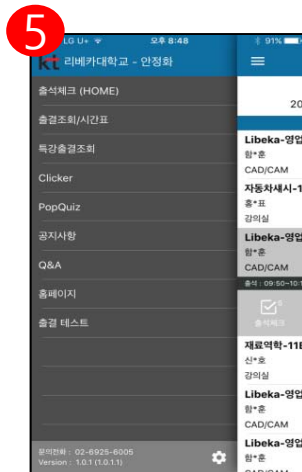 5
LG U+ 오후 8:48 91%
kt 리베카대학교 - 안정화
출석체크 (HOME)
출결조회/시간표
특강출결조회
Clicker
PopQuiz
공지사항
Q&A
홈페이지
출결 테스트
문의전화 : 02-6925-6005
Version : 1.0.1 (1.0.1.1)
20
Libeka-영업
함*훈
CAD/CAM
자동차섀시-1
홍*표
강의실
Libeka-영업
함*훈
CAD/CAM
출석 : 09:50~10:1
출석체크
재료역학-11
신*호
강의실
Libeka-영업
함*훈
CAD/CAM
Libeka-영업
함*훈
CAD/CAM